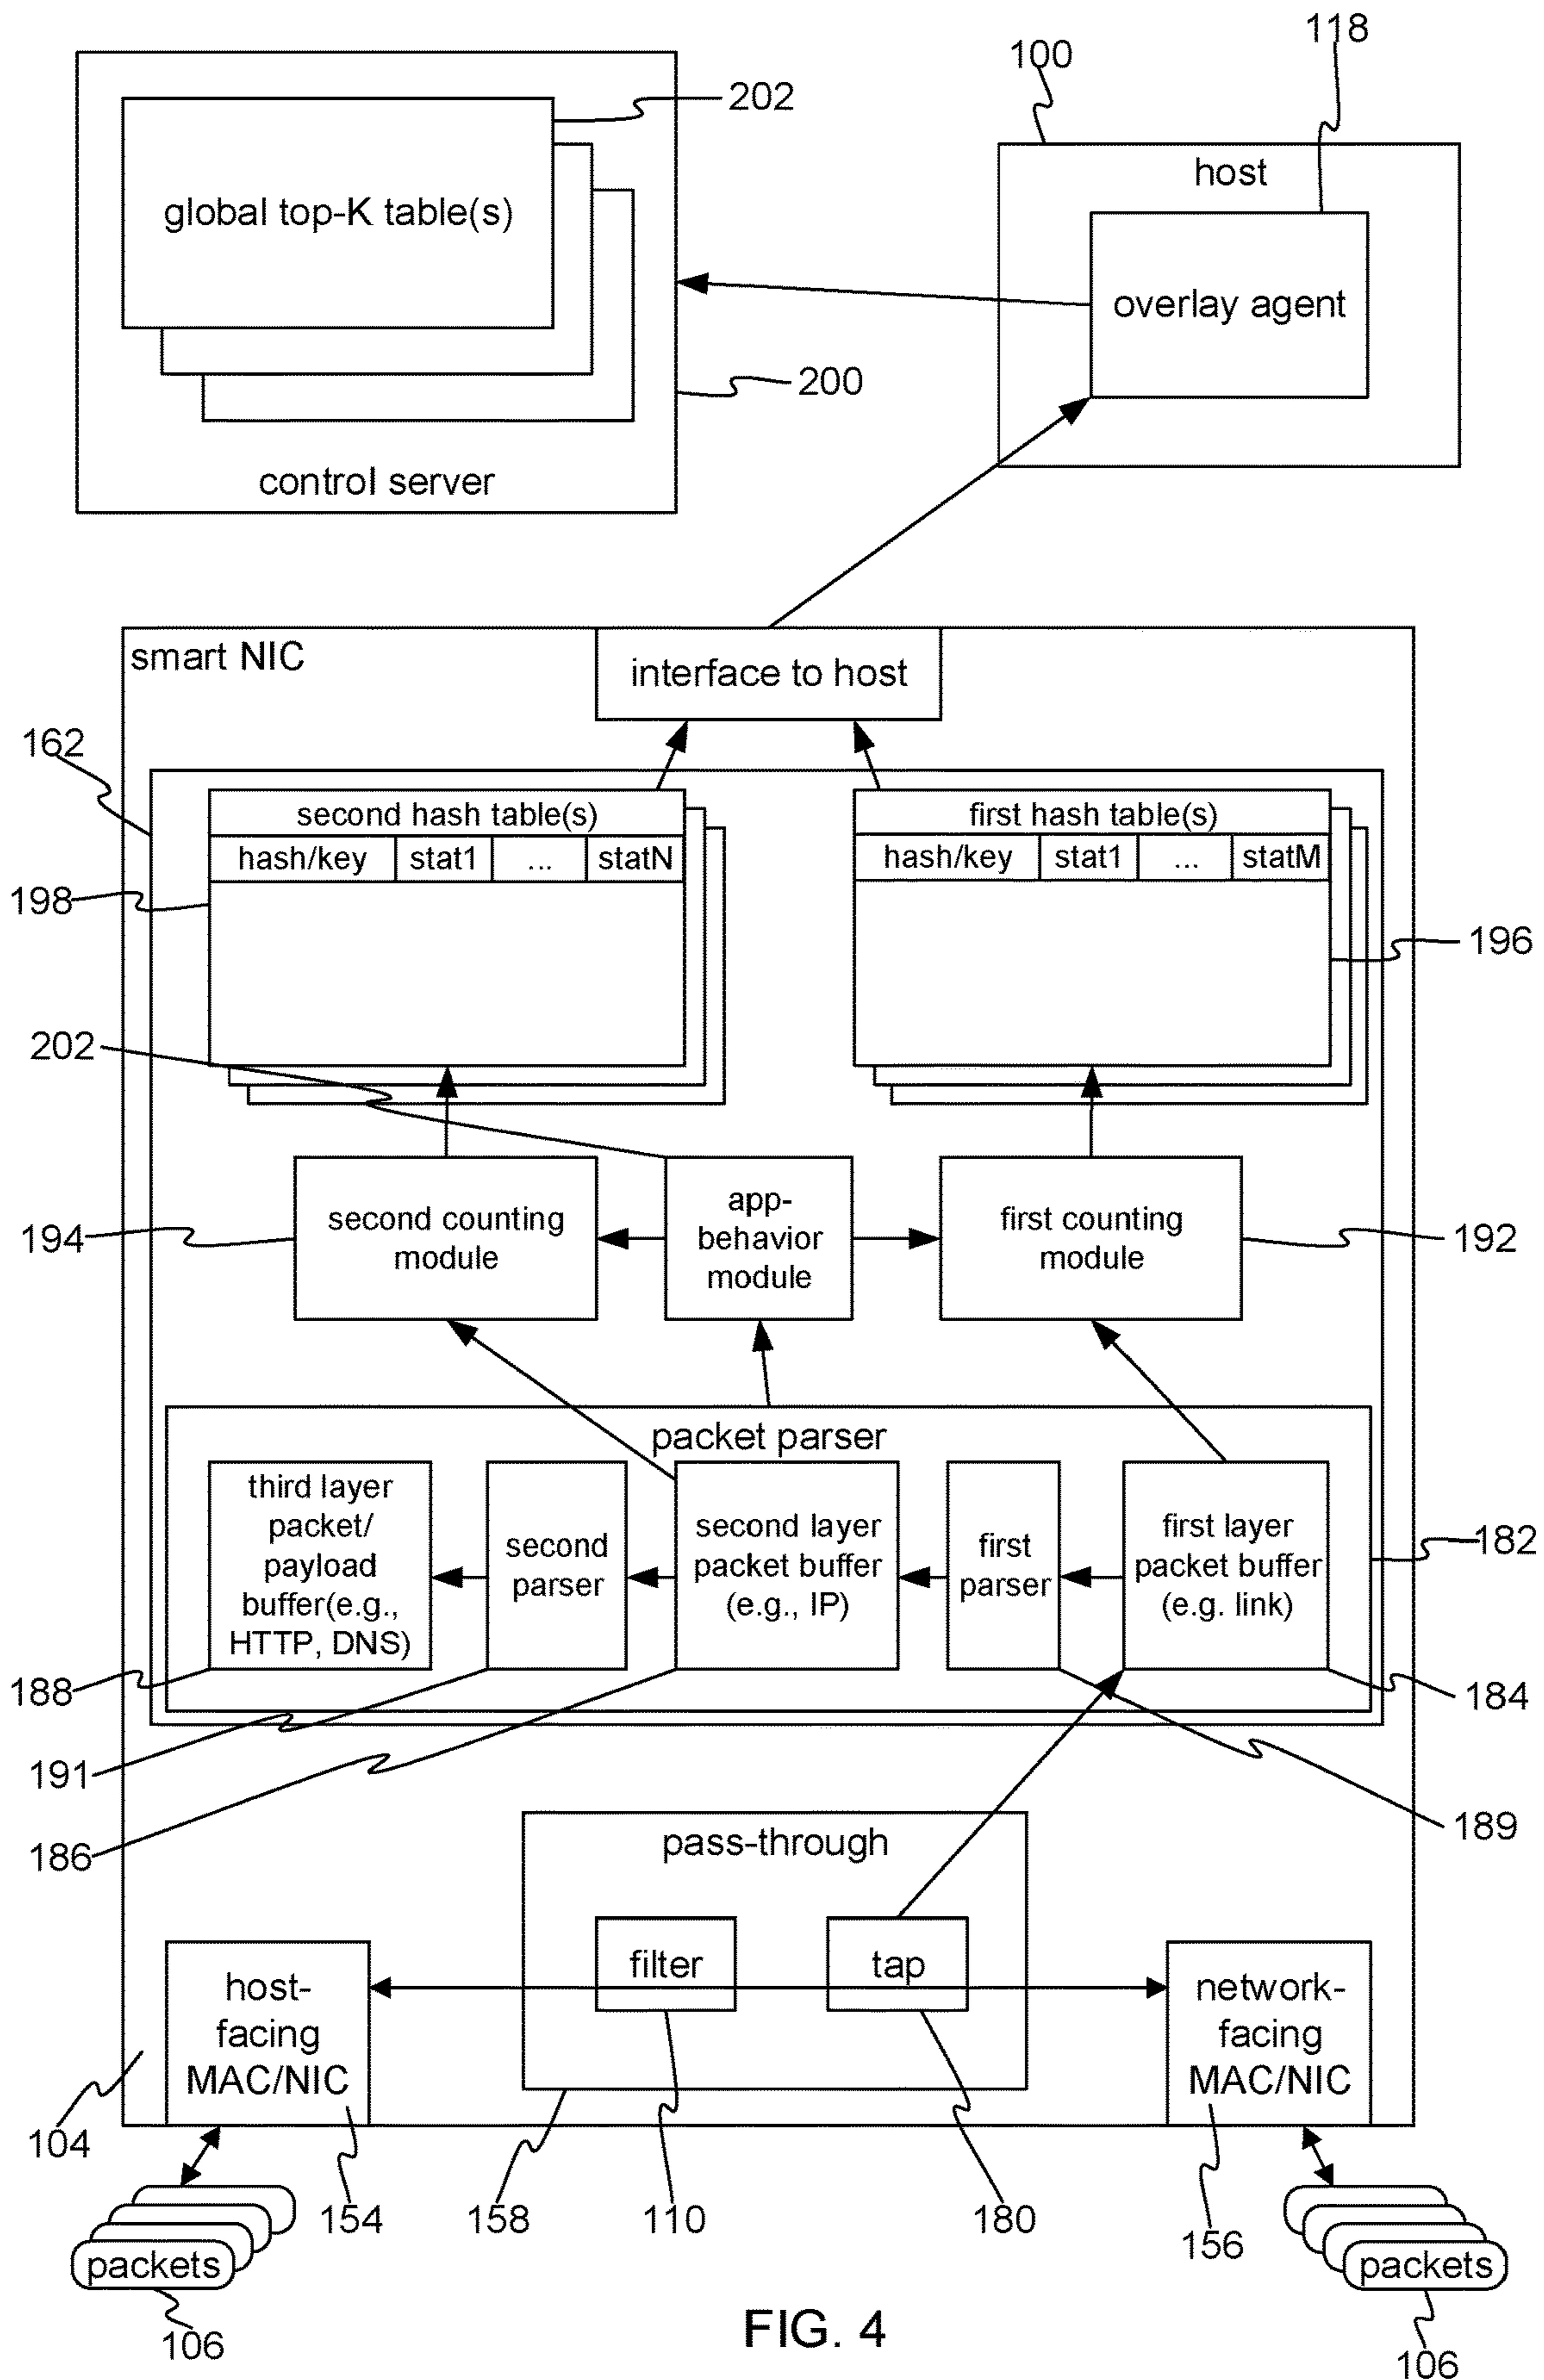 118
100
202
host
global top-K table(s)
overlay agent
200
control server
smart NIC
interface to host
162
second hash table(s)
hash/key stat1 ... statN
first hash table(s)
hash/key stat1 ... statM
198
196
202
second counting
module
app-
behavior
module
first counting
module
194
192
packet parser
third layer
packet/
payload
buffer(e.g.,
HTTP, DNS)
second
parser
second layer
packet buffer
(e.g., IP)
first
parser
first layer
packet buffer
(e.g. link)
182
188
184
191
189
186
pass-through
filter
tap
host-
facing
MAC/NIC
network-
facing
MAC/NIC
104
154
158
110
180
156
packets
packets
106
106
FIG. 4